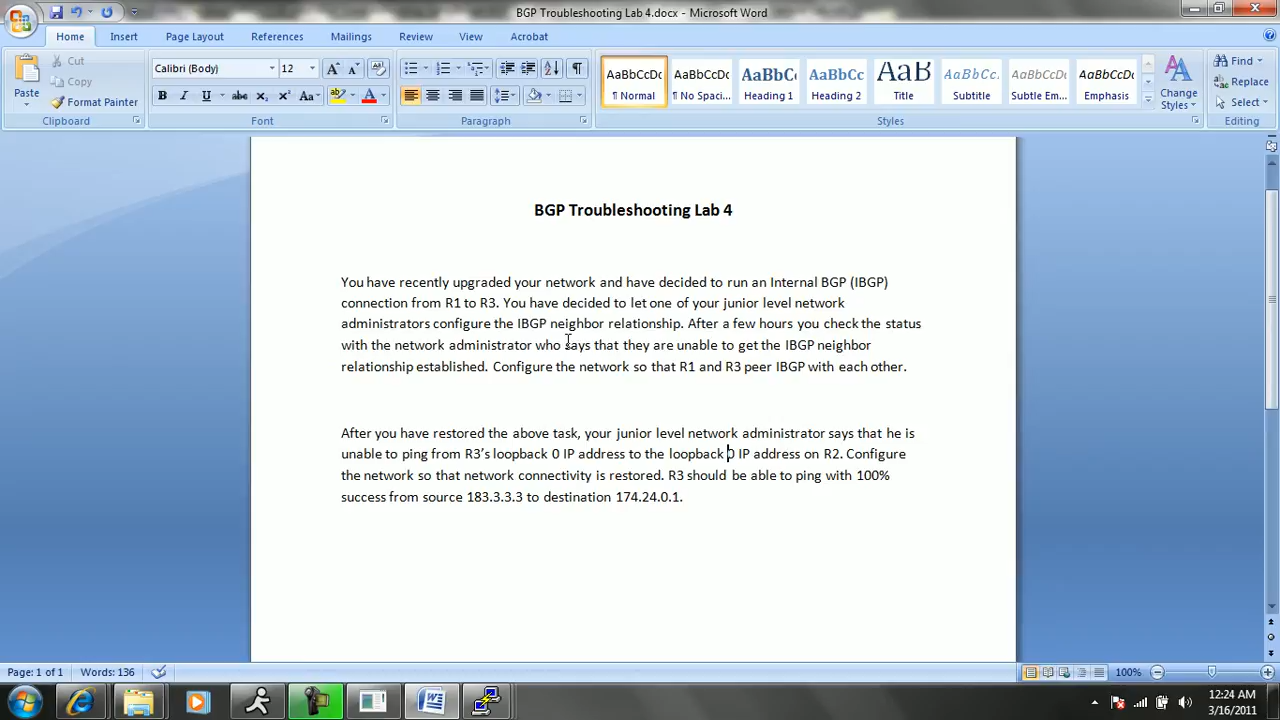 BGP Troubleshooting Lab 4.docx - Microsoft Word
Home Insert Page Layout References Mailings Review View Acrobat
Paste
Cut
Copy
Format Painter
Clipboard
Calibri (Body) 12
Font
Paragraph
AaBbCcDc AaBbCcDc AaBbC AaBbCc AaB AaBbCc. AaBbCcDc AaBbCcDc
¶ Normal ¶ No Spaci... Heading 1 Heading 2 Title Subtitle Subtle Em... Emphasis
Change Styles
Styles
Find
Replace
Select
Editing
BGP Troubleshooting Lab 4
You have recently upgraded your network and have decided to run an Internal BGP (IBGP)
connection from R1 to R3. You have decided to let one of your junior level network
administrators configure the IBGP neighbor relationship. After a few hours you check the status
with the network administrator who says that they are unable to get the IBGP neighbor
relationship established. Configure the network so that R1 and R3 peer IBGP with each other.
After you have restored the above task, your junior level network administrator says that he is
unable to ping from R3's loopback 0 IP address to the loopback 0 IP address on R2. Configure
the network so that network connectivity is restored. R3 should be able to ping with 100%
success from source 183.3.3.3 to destination 174.24.0.1.
Page: 1 of 1 Words: 136 100%
12:24 AM
3/16/2011